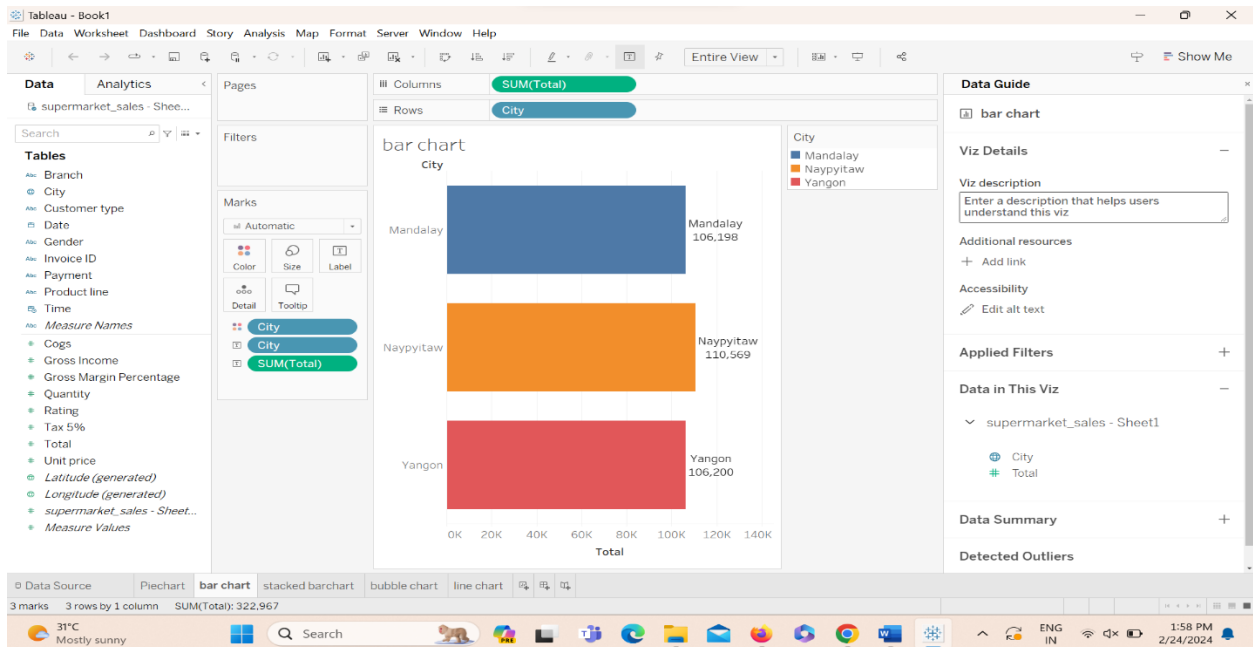 Tableau - Book1
File Data Worksheet Dashboard Story Analysis Map Format Server Window Help
Entire View
Show Me
Data Analytics
supermarket_sales - Shee...
Search
Tables
Abc Branch
City
Abc Customer type
Date
Abc Gender
Abc Invoice ID
Abc Payment
Abc Product line
Time
Abc Measure Names
Cogs
Gross Income
Gross Margin Percentage
Quantity
Rating
Tax 5%
Total
Unit price
Latitude (generated)
Longitude (generated)
supermarket_sales - Sheet...
Measure Values
Pages
Filters
Marks
Automatic
Color Size Label
Detail Tooltip
City
City
SUM(Total)
Columns SUM(Total)
Rows City
bar chart
City
Mandalay
Mandalay
106,198
Naypyitaw
Naypyitaw
110,569
Yangon
Yangon
106,200
0K 20K 40K 60K 80K 100K 120K 140K
Total
City
Mandalay
Naypyitaw
Yangon
Data Guide
bar chart
Viz Details
Viz description
Enter a description that helps users
understand this viz
Additional resources
+ Add link
Accessibility
Edit alt text
Applied Filters
Data in This Viz
supermarket_sales - Sheet1
City
# Total
Data Summary
Detected Outliers
Data Source Piechart bar chart stacked barchart bubble chart line chart
3 marks 3 rows by 1 column SUM(Total): 322,967
31°C
Mostly sunny
Search
PRE
ENG
IN
1:58 PM
2/24/2024